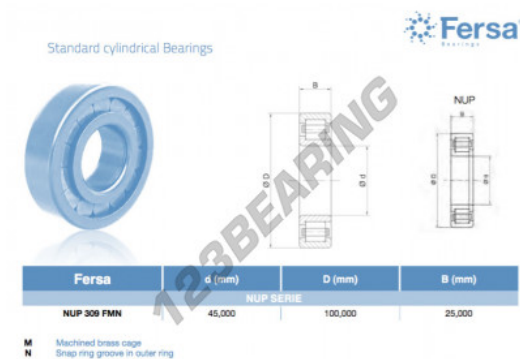 Fersa
Bearings
Standard cylindrical Bearings
B
NUP
B
Ø D
Ø d
Ø D
Ø d
123BEARING
Fersa d (mm) D (mm) B (mm)
NUP SERIE
NUP 309 FMN 45,000 100,000 25,000
M Machined brass cage
N Snap ring groove in outer ring